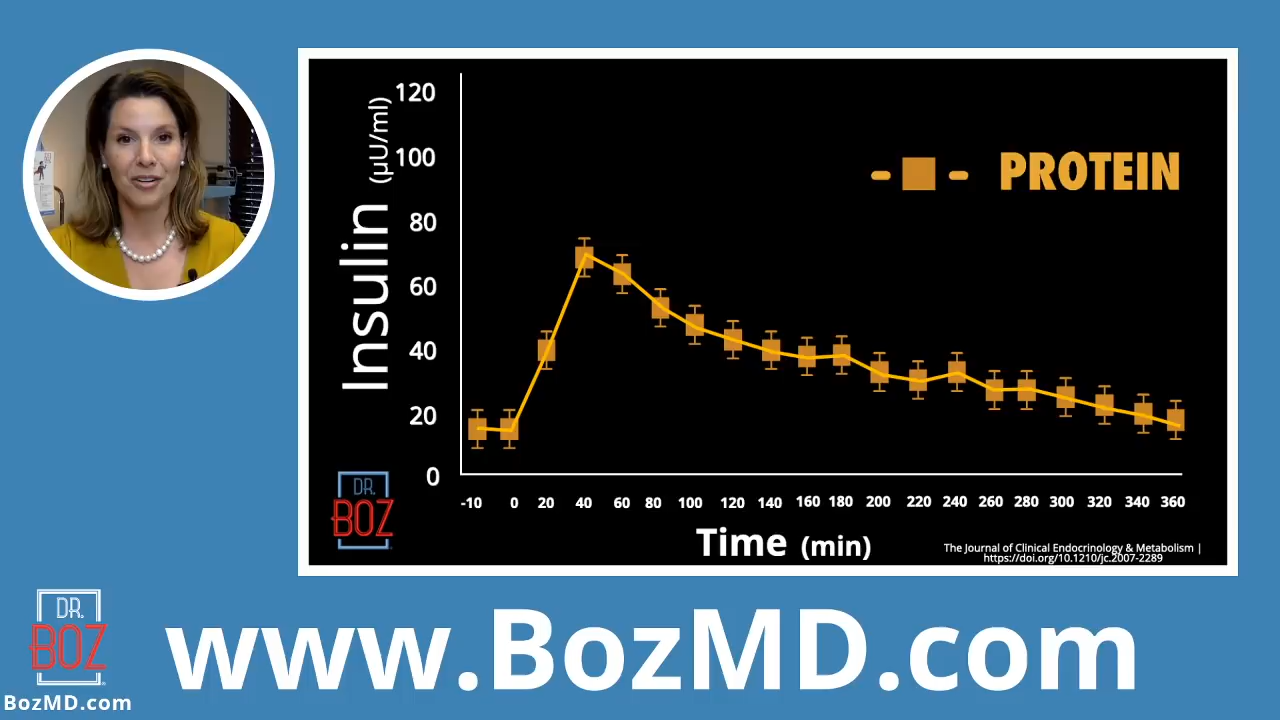 120
100
80
60
40
20
0
Insulin (µU/ml)
PROTEIN
-10 0 20 40 60 80 100 120 140 160 180 200 220 240 260 280 300 320 340 360
Time (min)
The Journal of Clinical Endocrinology & Metabolism |
https://doi.org/10.1210/jc.2007-2289
DR.
BOZ
DR.
BOZ
BozMD.com
www.BozMD.com